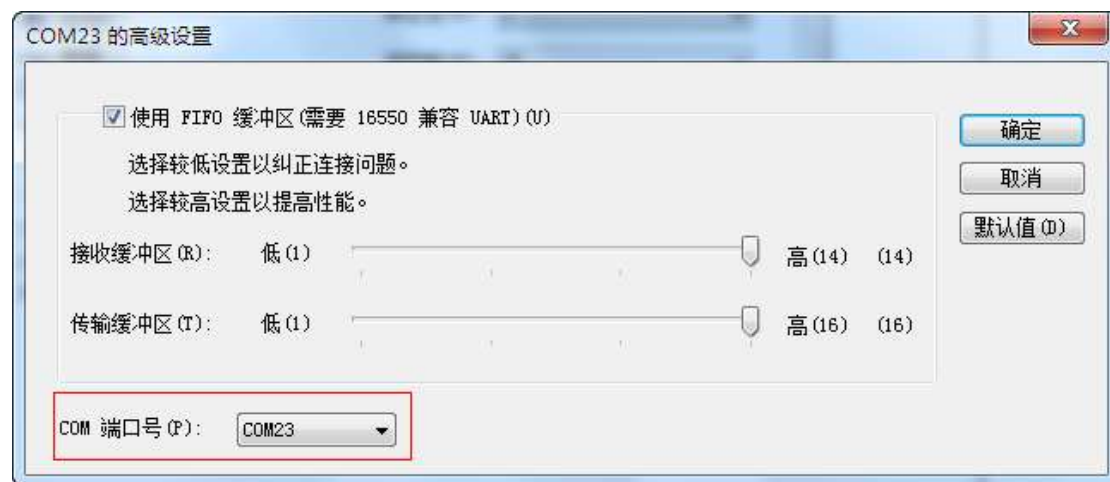 COM23 的高级设置
使用 FIFO 缓冲区(需要 16550 兼容 UART)(U)
选择较低设置以纠正连接问题。
选择较高设置以提高性能。
接收缓冲区(R): 低(1) 高(14) (14)
传输缓冲区(T): 低(1) 高(16) (16)
COM 端口号(P): COM23
确定
取消
默认值(D)